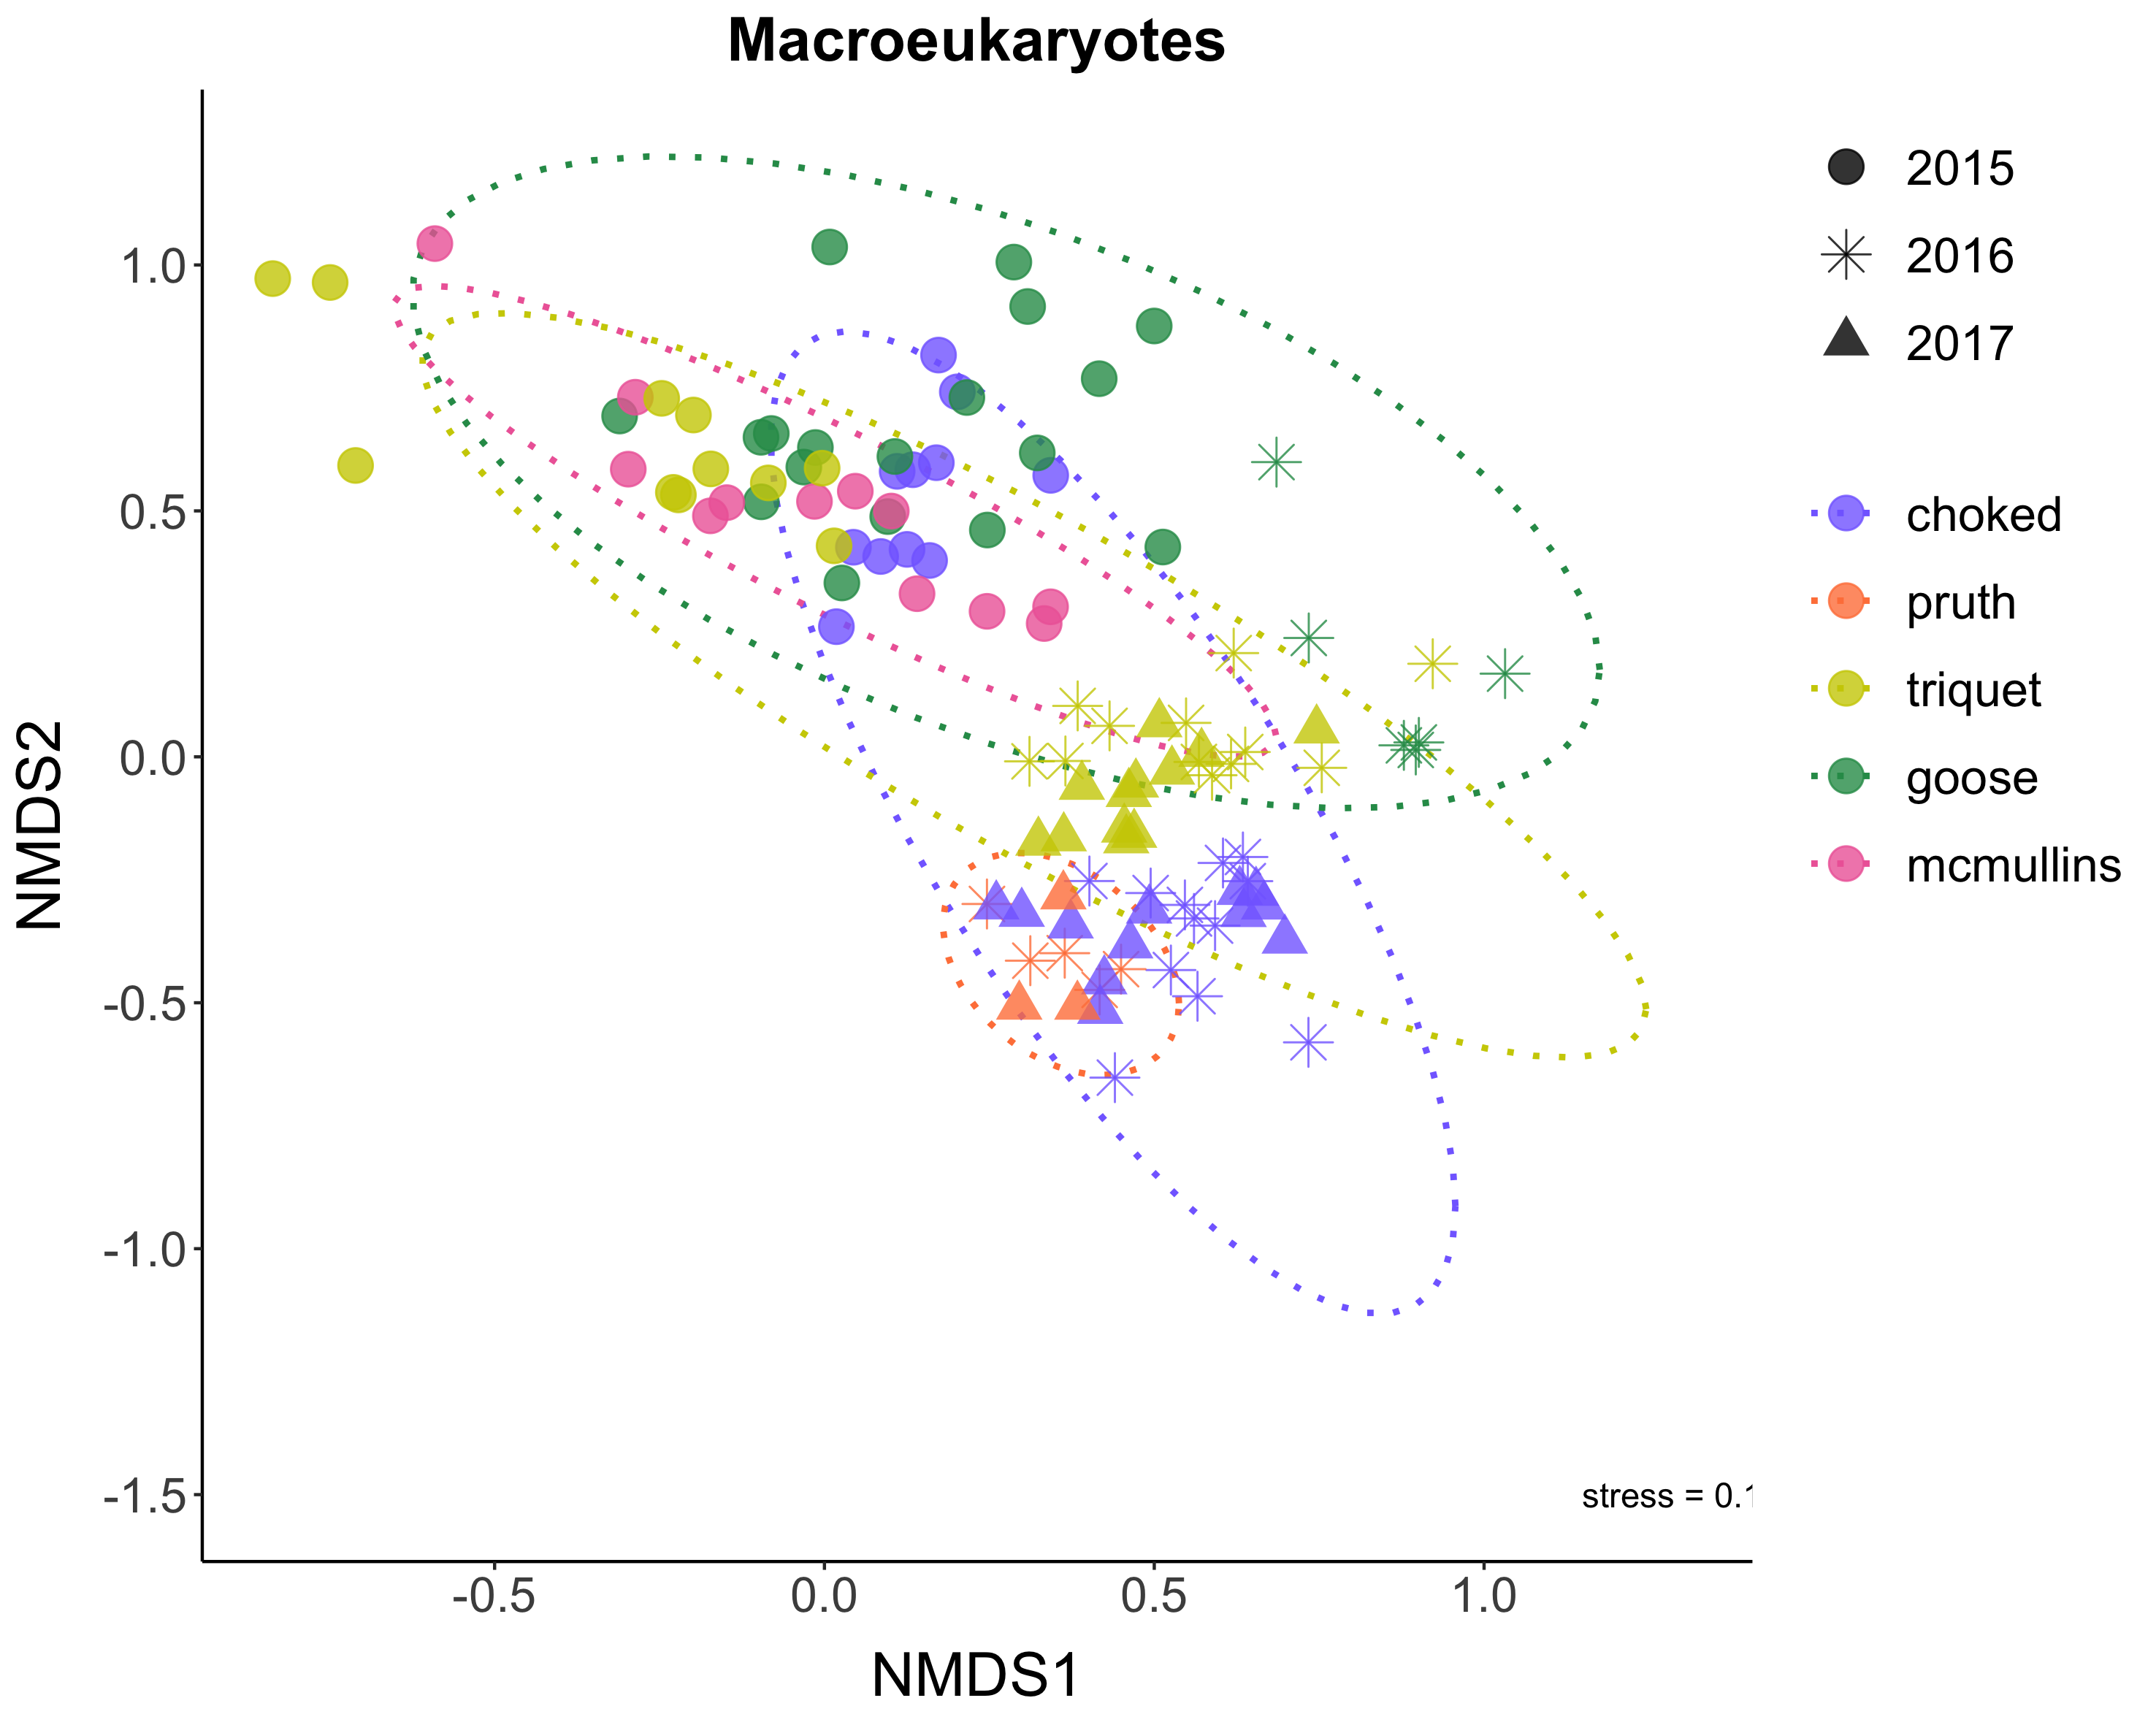 Macroeukaryotes
2015
2016
2017
choked
pruth
triquet
goose
mcmullins
NMDS2
1.0
0.5
0.0
-0.5
-1.0
-1.5
stress = 0.1
-0.5
0.0
0.5
1.0
NMDS1